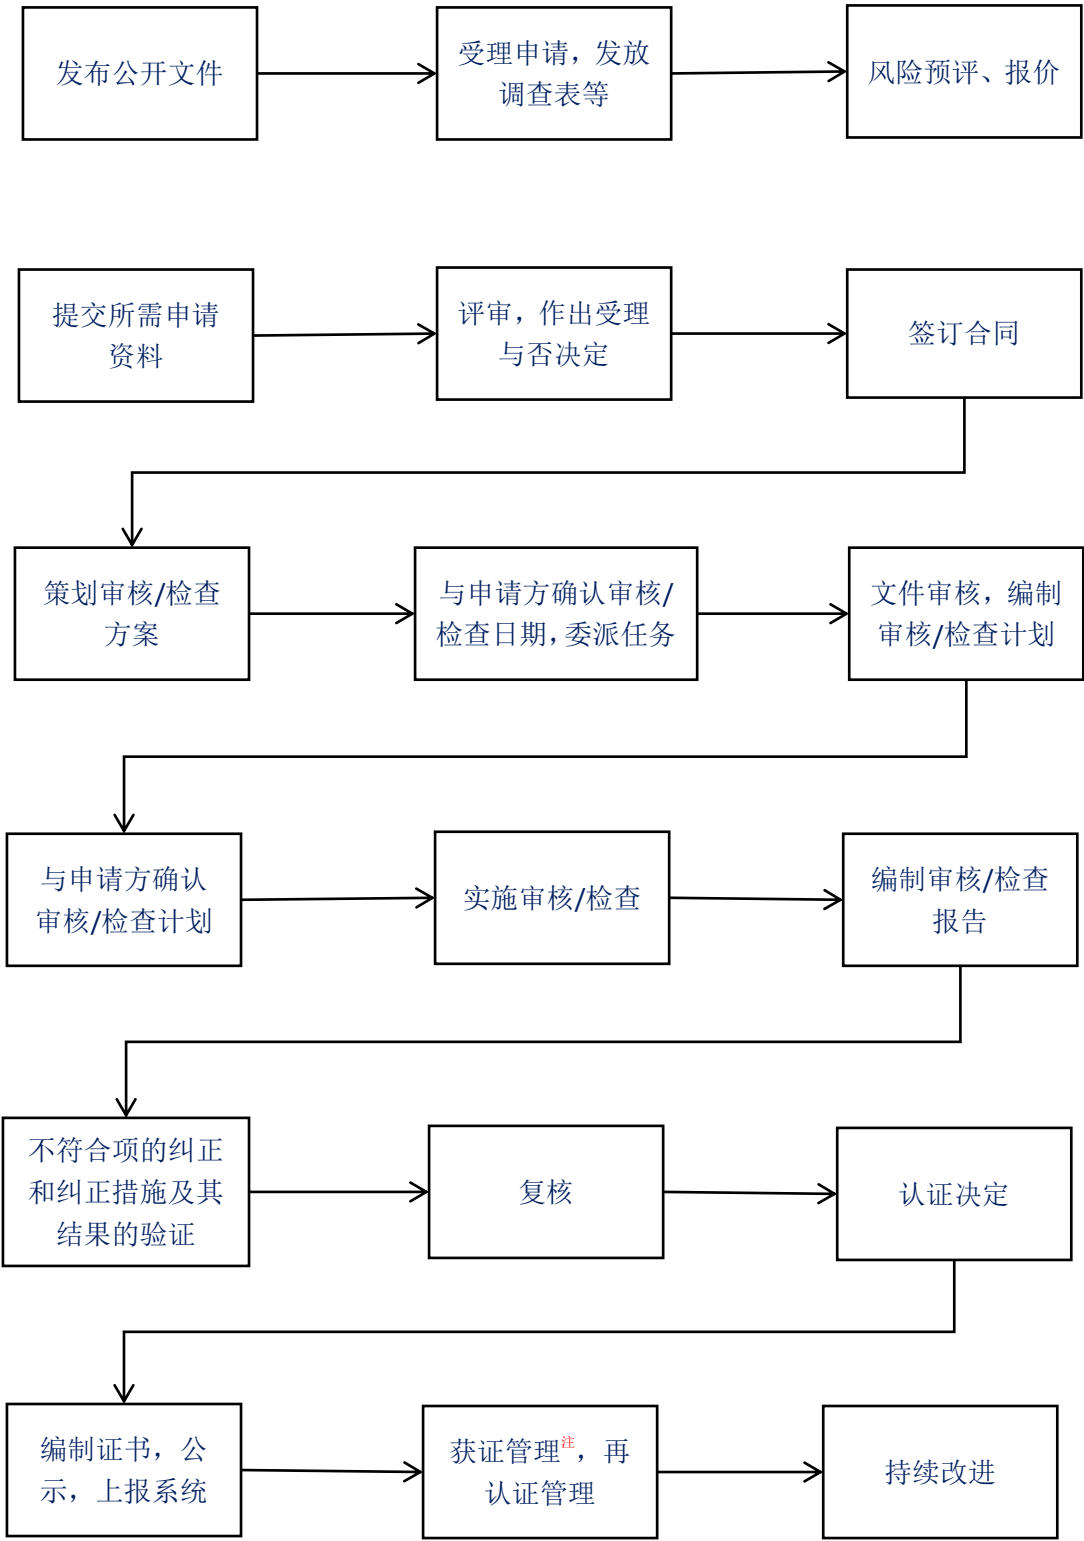 发布公开文件
受理申请，发放
调查表等
风险预评、报价
提交所需申请
资料
评审，作出受理
与否决定
签订合同
策划审核/检查
方案
与申请方确认审核/
检查日期，委派任务
文件审核，编制
审核/检查计划
与申请方确认
审核/检查计划
实施审核/检查
编制审核/检查
报告
不符合项的纠正
和纠正措施及其
结果的验证
复核
认证决定
编制证书，公
示，上报系统
获证管理注，再
认证管理
持续改进